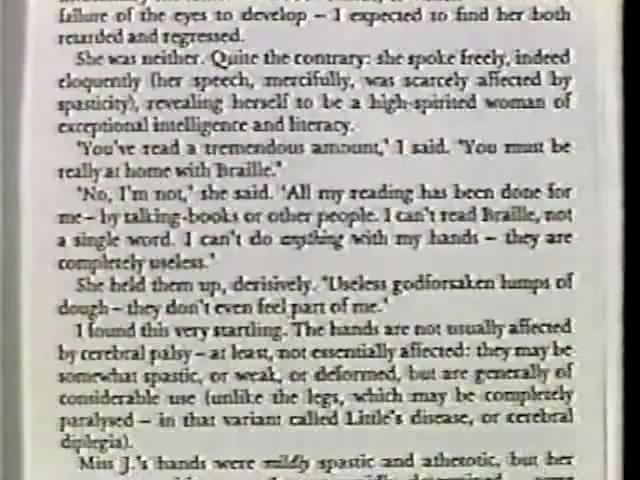 failure of the eyes to develop – I expected to find her both
retarded and regressed.
She was neither. Quite the contrary: she spoke freely, indeed
eloquently (her speech, mercifully, was scarcely affected by
spasticity), revealing herself to be a high-spirited woman of
exceptional intelligence and literacy.
'You've read a tremendous amount,' I said. 'You must be
really at home with Braille.'
'No, I'm not,' she said. 'All my reading has been done for
me – by talking-books or other people. I can't read Braille, not
a single word. I can't do anything with my hands – they are
completely useless.'
She held them up, derisively. 'Useless godforsaken lumps of
dough – they don't even feel part of me.'
I found this very startling. The hands are not usually affected
by cerebral palsy – at least, not essentially affected: they may be
somewhat spastic, or weak, or deformed, but are generally of
considerable use (unlike the legs, which may be completely
paralysed – in that variant called Little's disease, or cerebral
diplegia).
Miss J.'s hands were mildly spastic and athetotic, but her